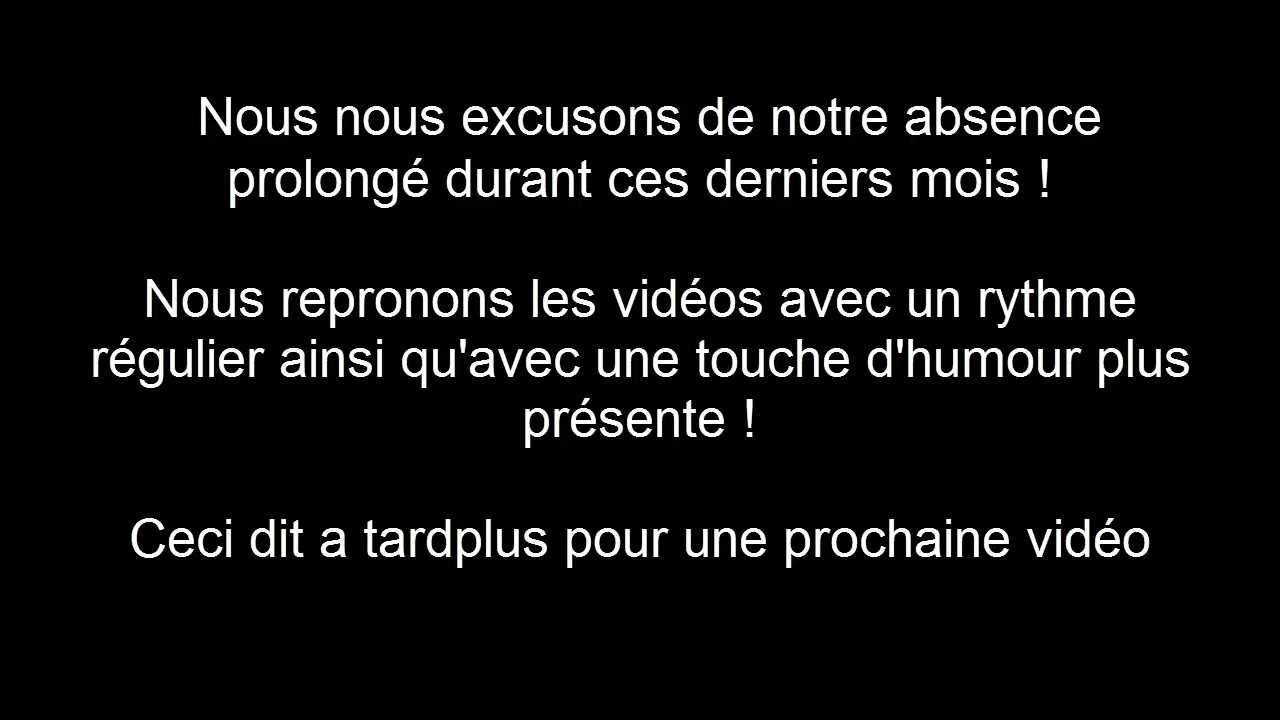 Nous nous excusons de notre absence
prolongé durant ces derniers mois !
Nous repronons les vidéos avec un rythme
régulier ainsi qu'avec une touche d'humour plus
présente !
Ceci dit a tardplus pour une prochaine vidéo